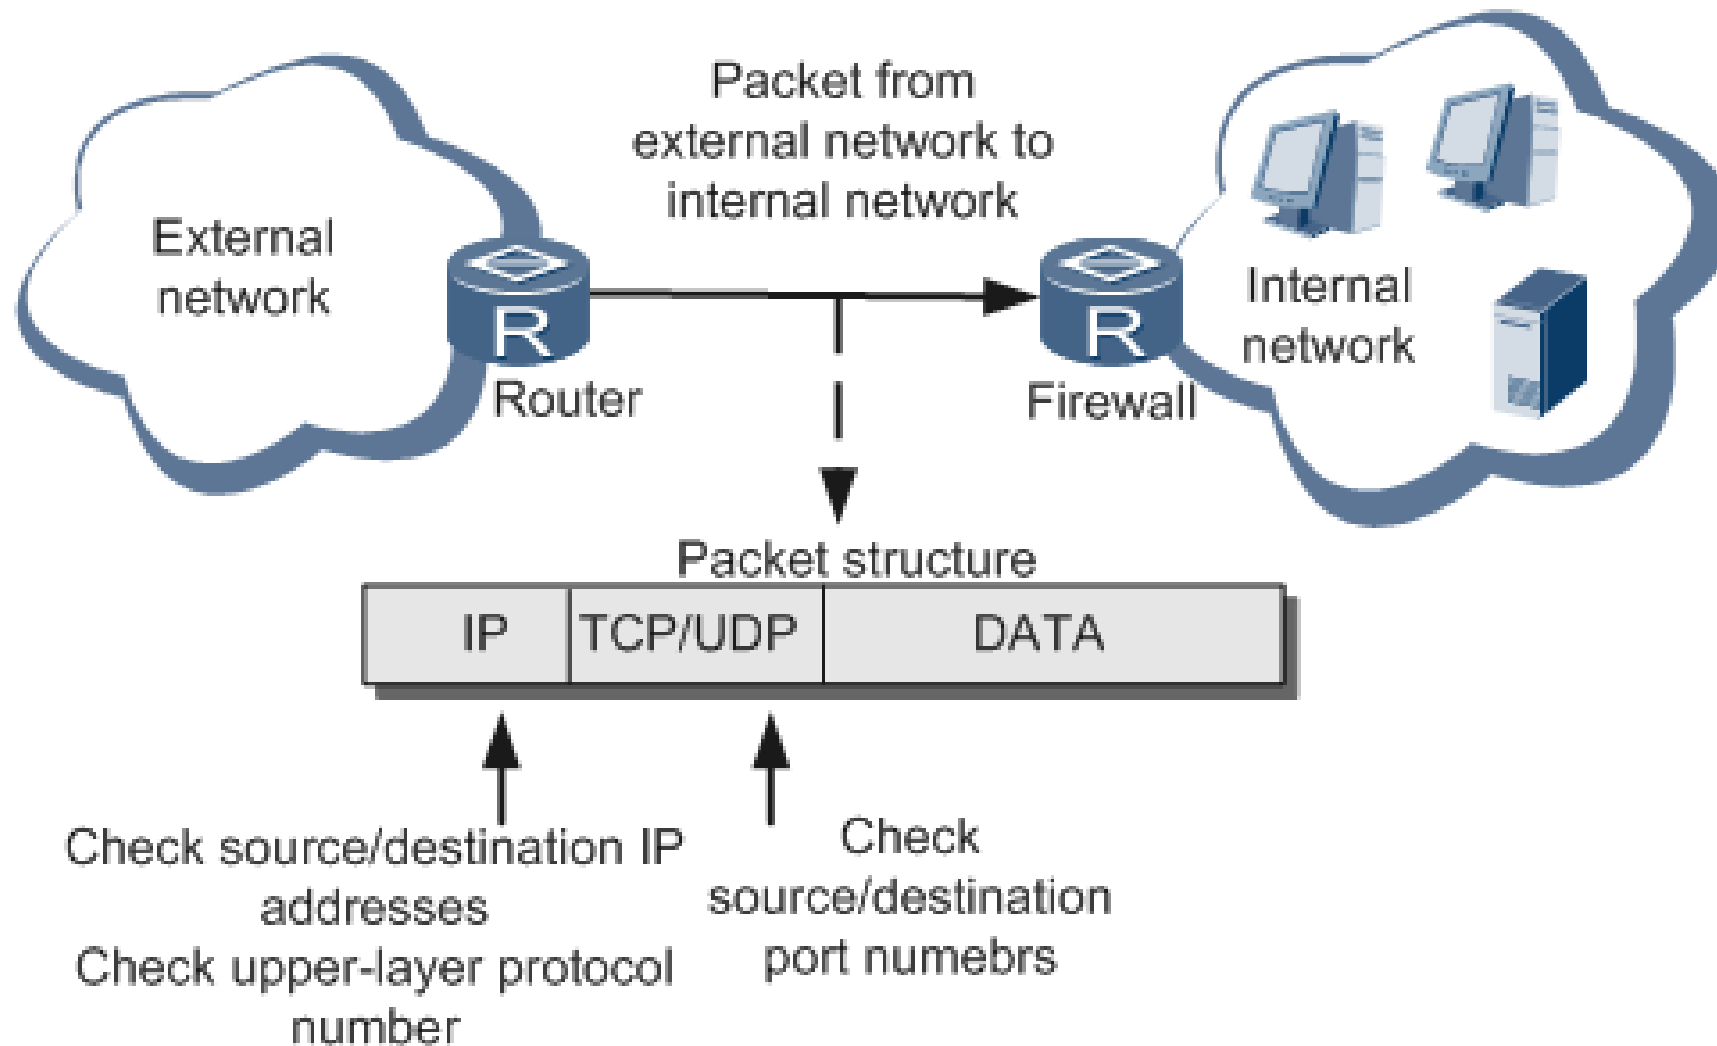 Packet from
external network to
internal network
External
network
R
Router
R
Firewall
Internal
network
Packet structure
IP
TCP/UDP
DATA
Check source/destination IP
addresses
Check upper-layer protocol
number
Check
source/destination
port numebrs